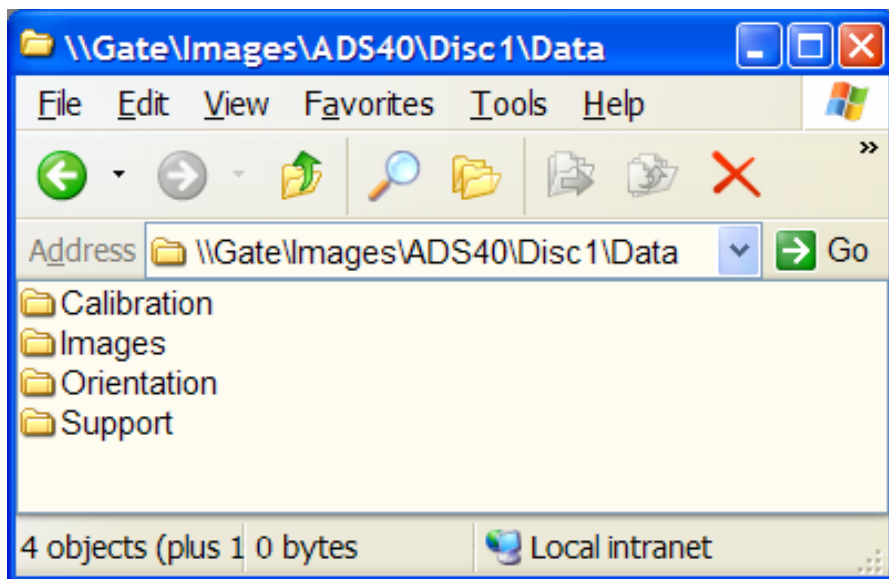 \\Gate\Images\ADS40\Disc1\Data
File Edit View Favorites Tools Help
»
Address \\Gate\Images\ADS40\Disc1\Data Go
Calibration
Images
Orientation
Support
4 objects (plus 1 0 bytes Local intranet